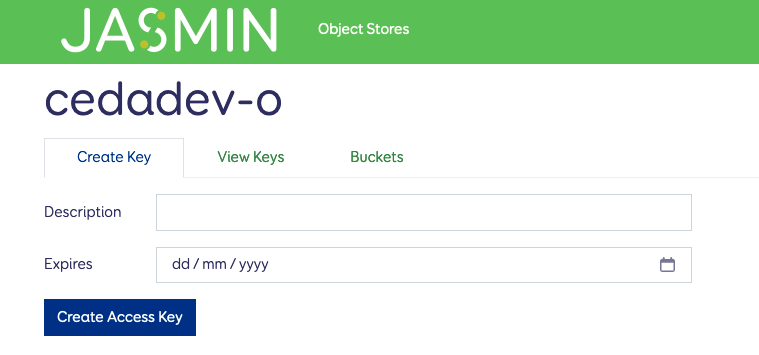 JASMIN Object Stores
cedadev-o
Create Key View Keys Buckets
Description
Expires dd / mm / yyyy
Create Access Key